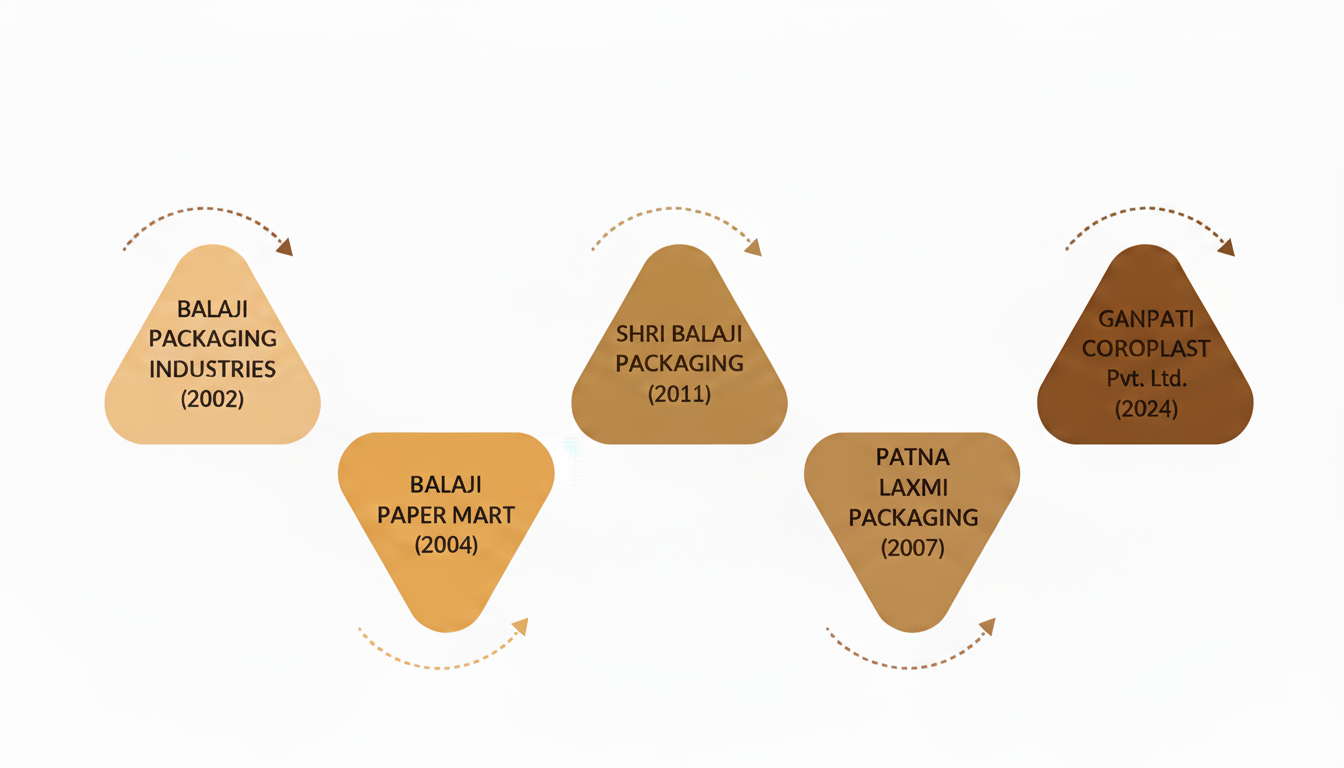 BALAJI
PACKAGING
INDUSTRIES
(2002)
BALAJI
PAPER MART
(2004)
SHRI BALAJI
PACKAGING
(2011)
PATNA
LAXMI
PACKAGING
(2007)
GANPATI
COROPLAST
Pvt. Ltd.
(2024)